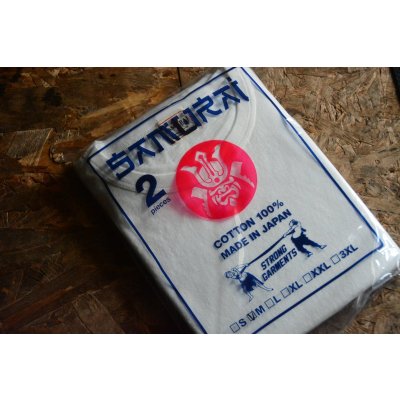 SAMURAI
2
pieces
COTTON 100%
MADE IN JAPAN
STRONG
GARMENTS
S M L XL XXL 3XL